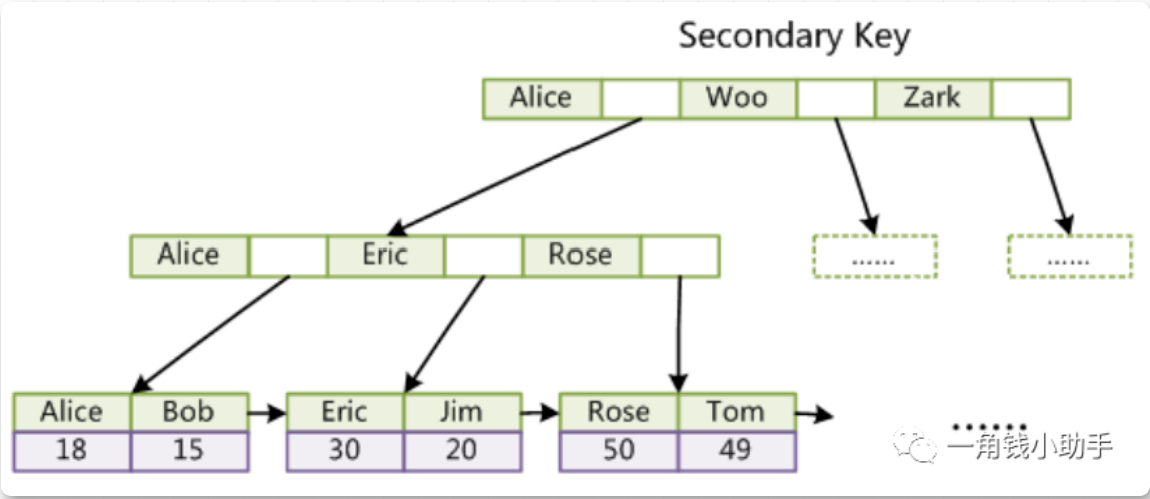 Secondary Key
Alice Woo Zark
Alice Eric Rose
...... ......
Alice Bob Eric Jim Rose Tom
18 15 30 20 50 49
......
一角钱小助手